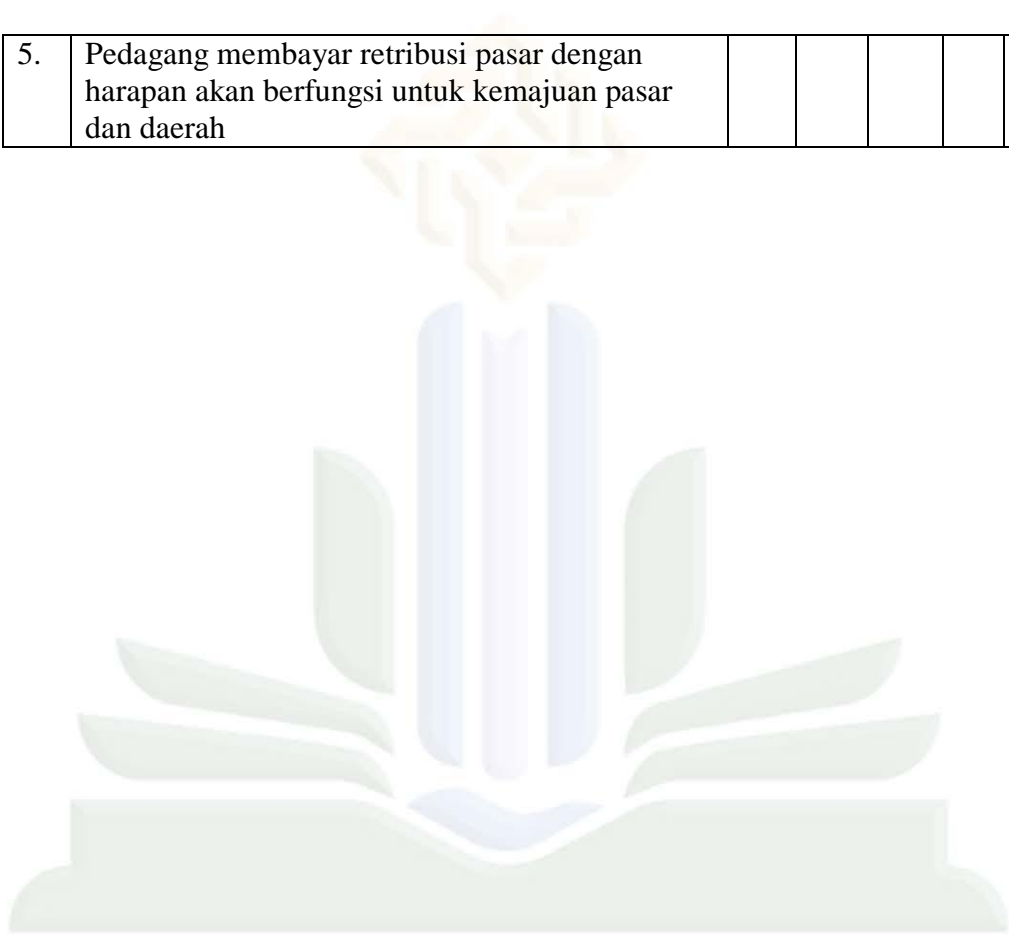 5. Pedagang membayar retribusi pasar dengan
harapan akan berfungsi untuk kemajuan pasar
dan daerah